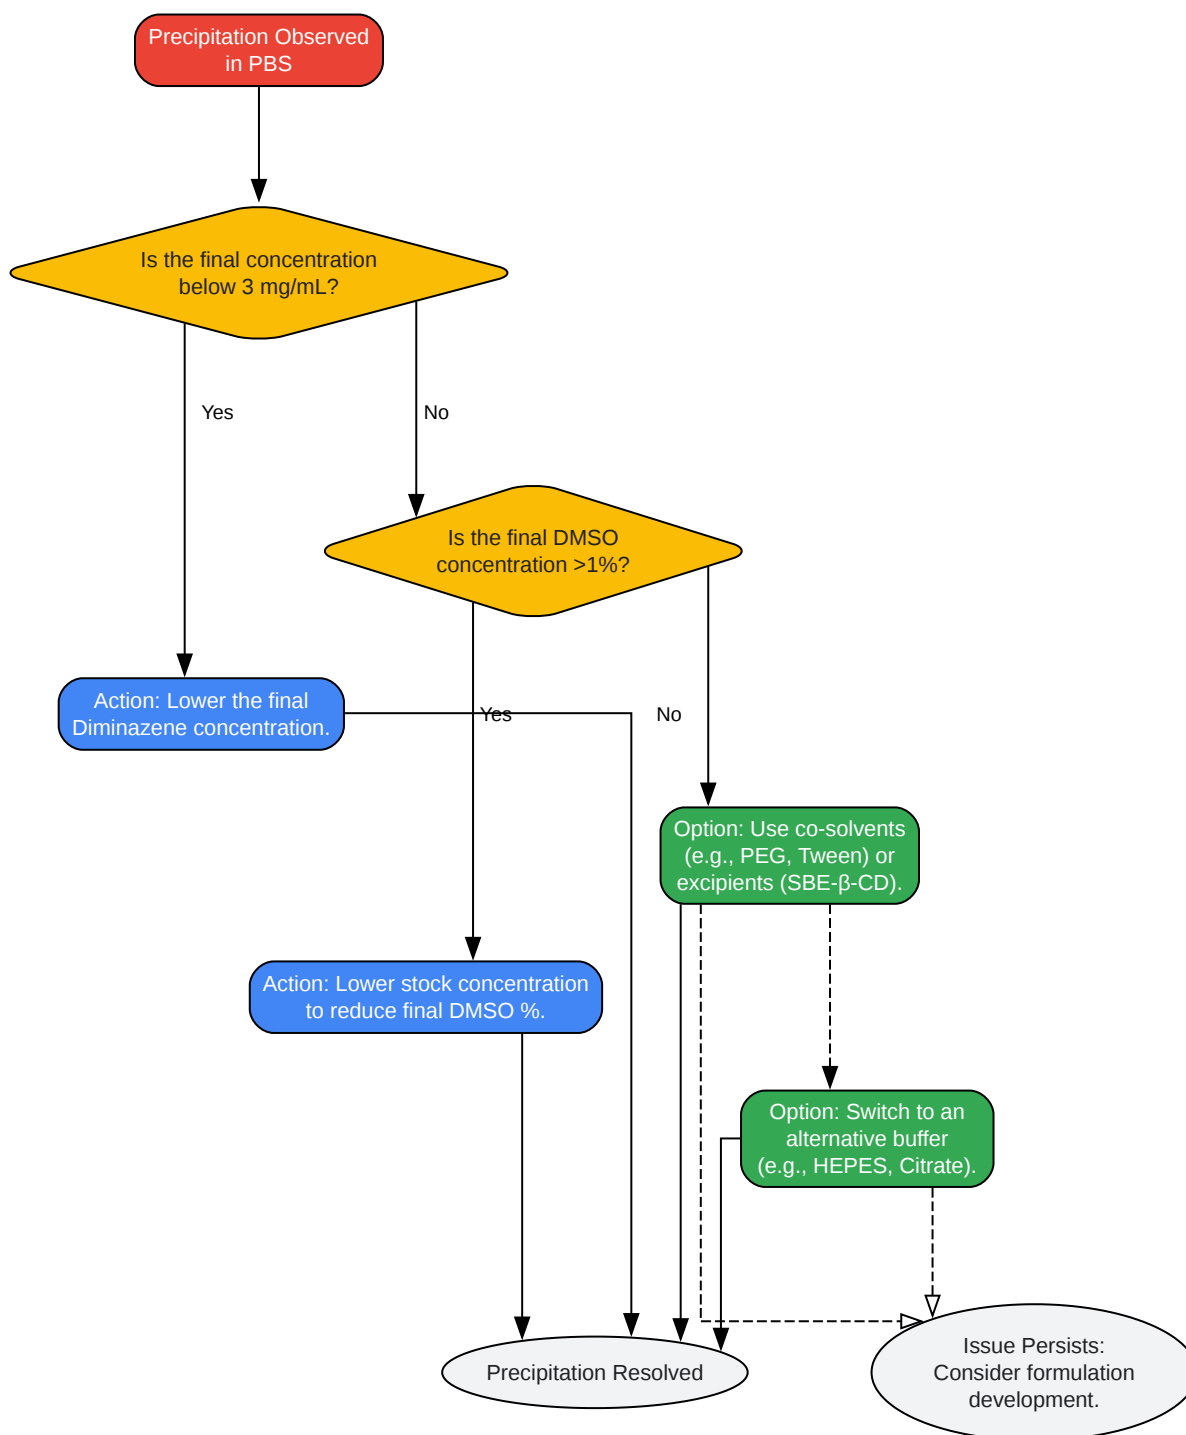 Precipitation Observed
in PBS
Is the final concentration
below 3 mg/mL?
Yes
No
Is the final DMSO
concentration >1%?
Action: Lower the final
Diminazene concentration.
Yes
No
Option: Use co-solvents
(e.g., PEG, Tween) or
excipients (SBE-β-CD).
Action: Lower stock concentration
to reduce final DMSO %.
Option: Switch to an
alternative buffer
(e.g., HEPES, Citrate).
Precipitation Resolved
Issue Persists:
Consider formulation
development.